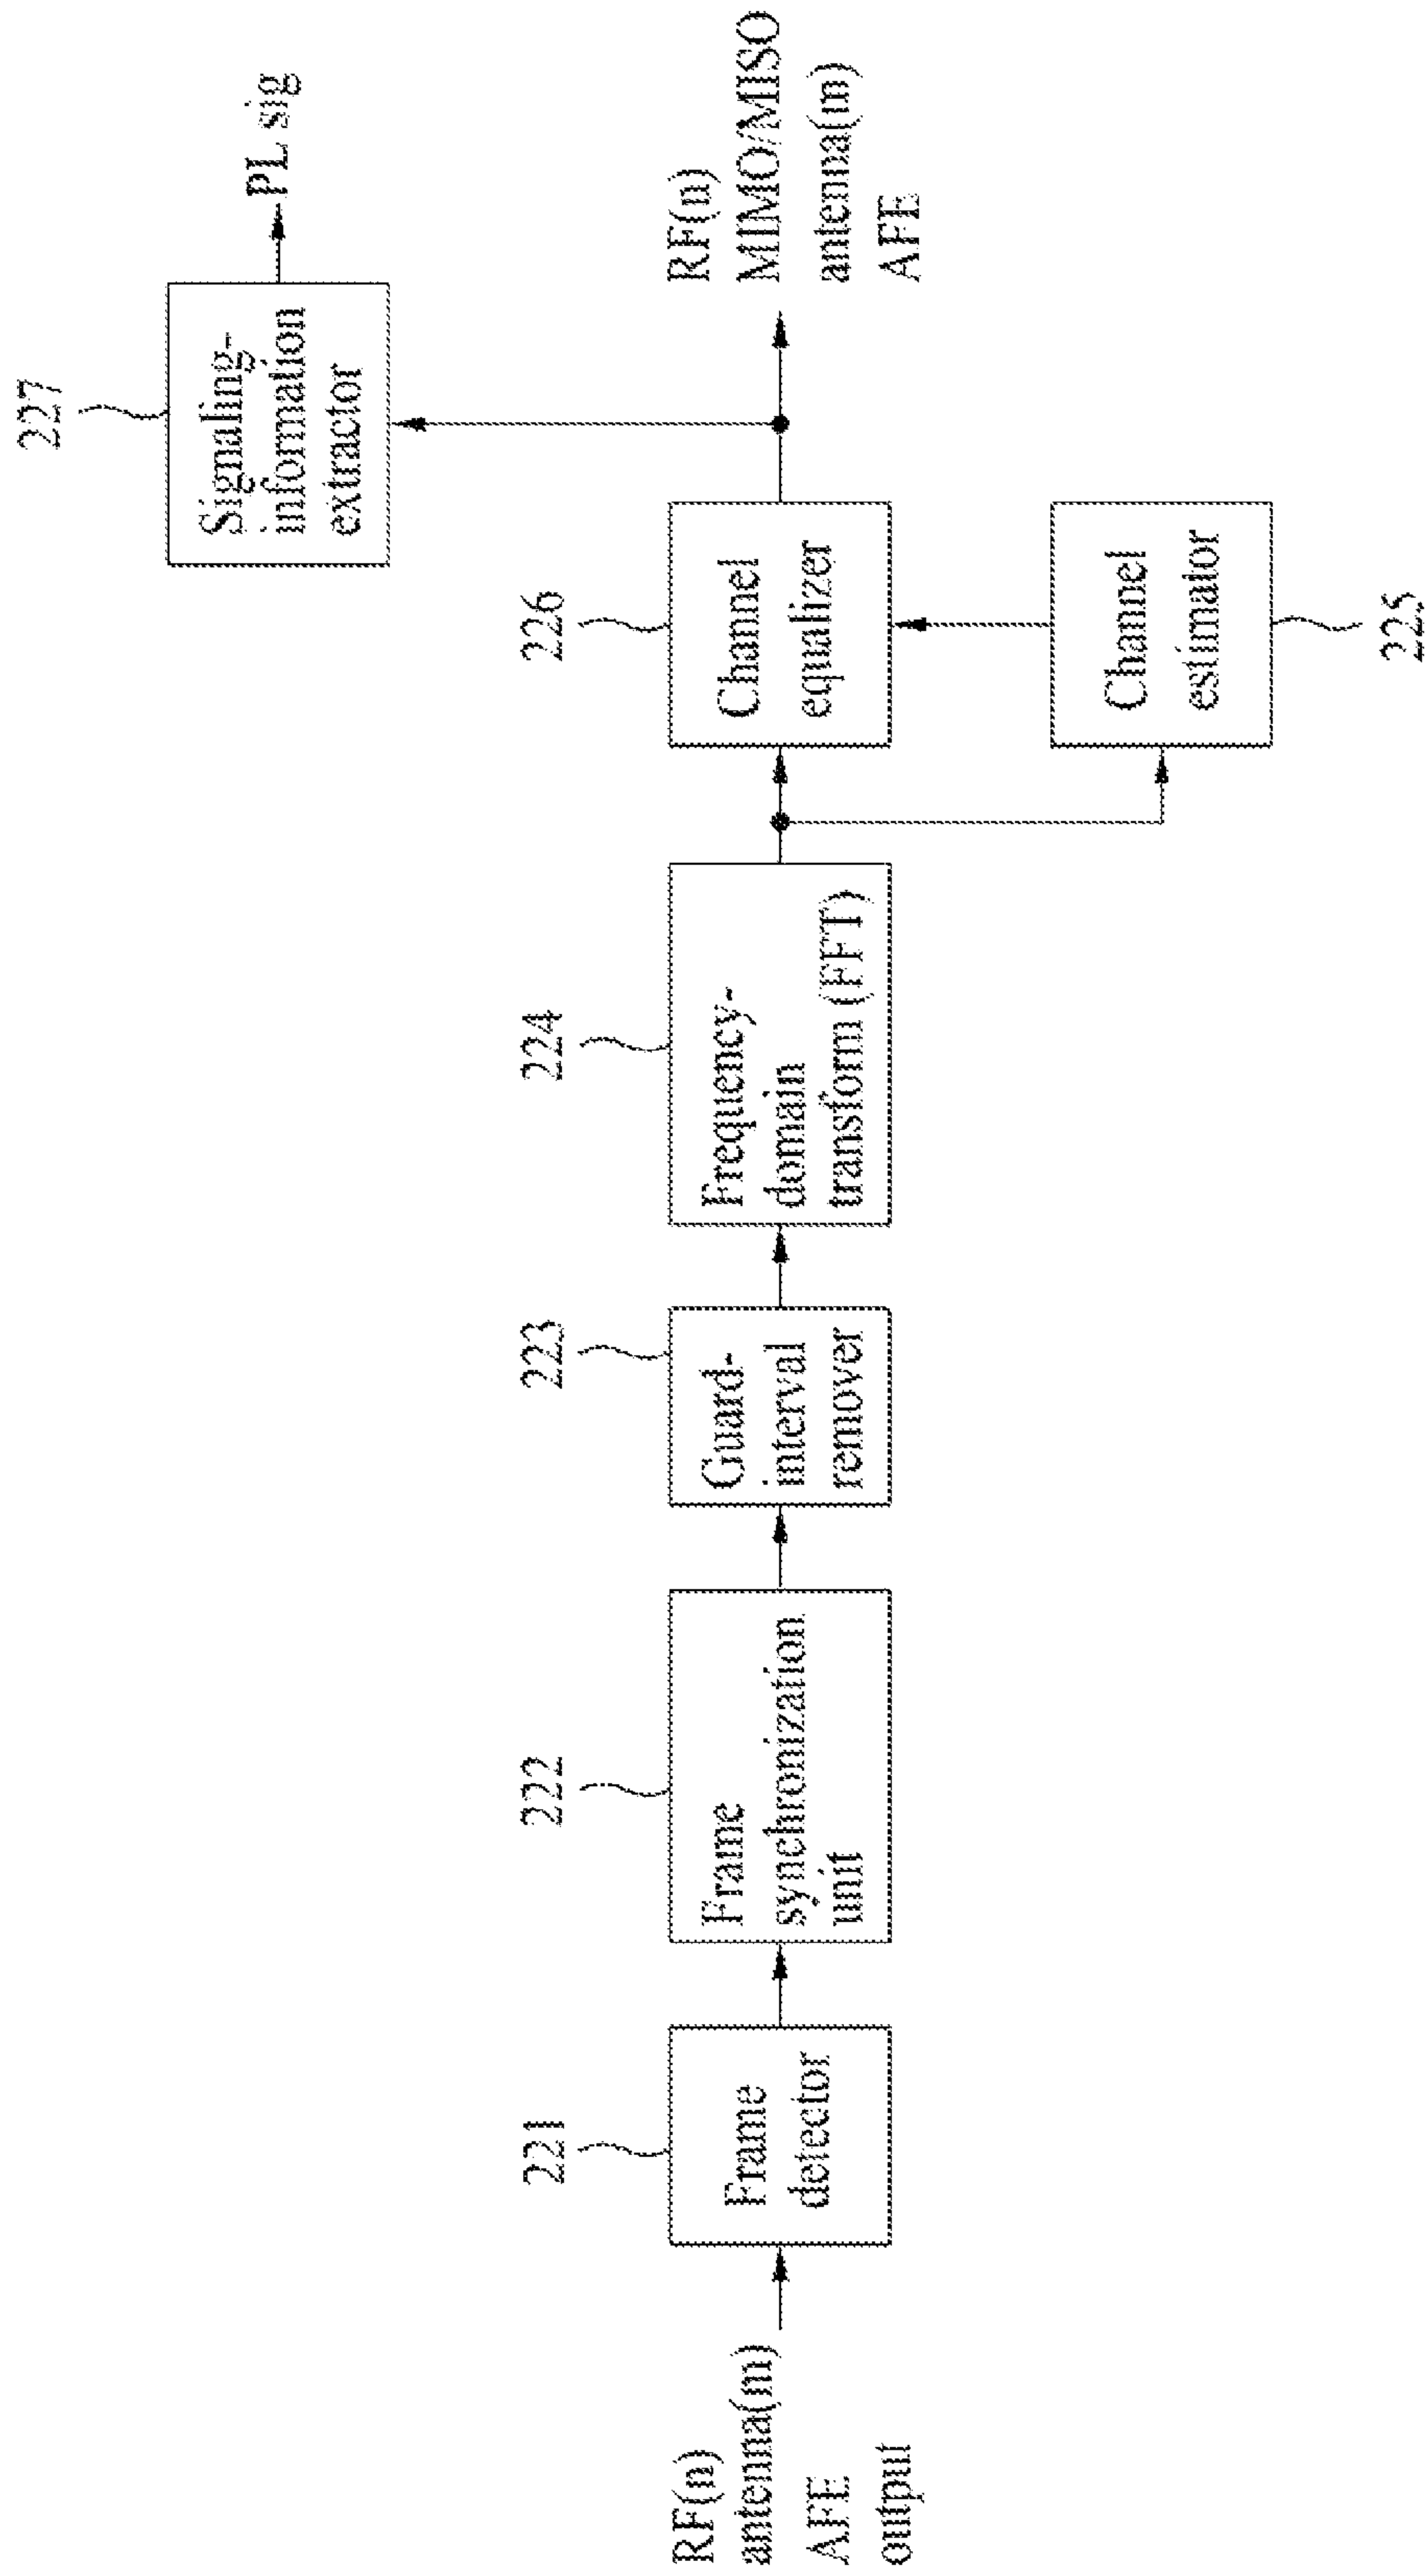 227
Signaling-
information
extractor
PL sig
RF(n)
antenna(m)
AFE
output
221
Frame
detector
222
Frame
synchronization
unit
223
Guard-
interval
remover
224
Frequency-
domain
transform (FFT)
226
Channel
equalizer
RF(n)
MIMO/MISO
antenna(m)
AFE
Channel
estimator
225